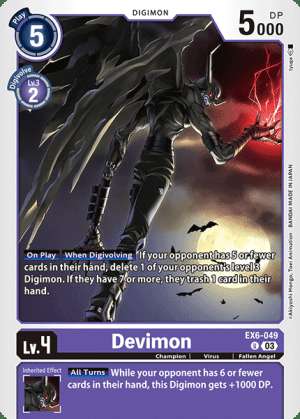 DIGIMON
Play
5
Digivolve
Lv.3
2
5000
DP
©Akiyoshi Hongo, Toei Animation BANDAI MADE IN JAPAN
On Play When Digivolving If your opponent has 5 or fewer
cards in their hand, delete 1 of your opponent's level 3
Digimon. If they have 7 or more, they trash 1 card in their
hand.
Lv.4
Devimon
EX6-049
03
Champion
Virus
Fallen Angel
Inherited Effect
All Turns While your opponent has 6 or fewer
cards in their hand, this Digimon gets +1000 DP.